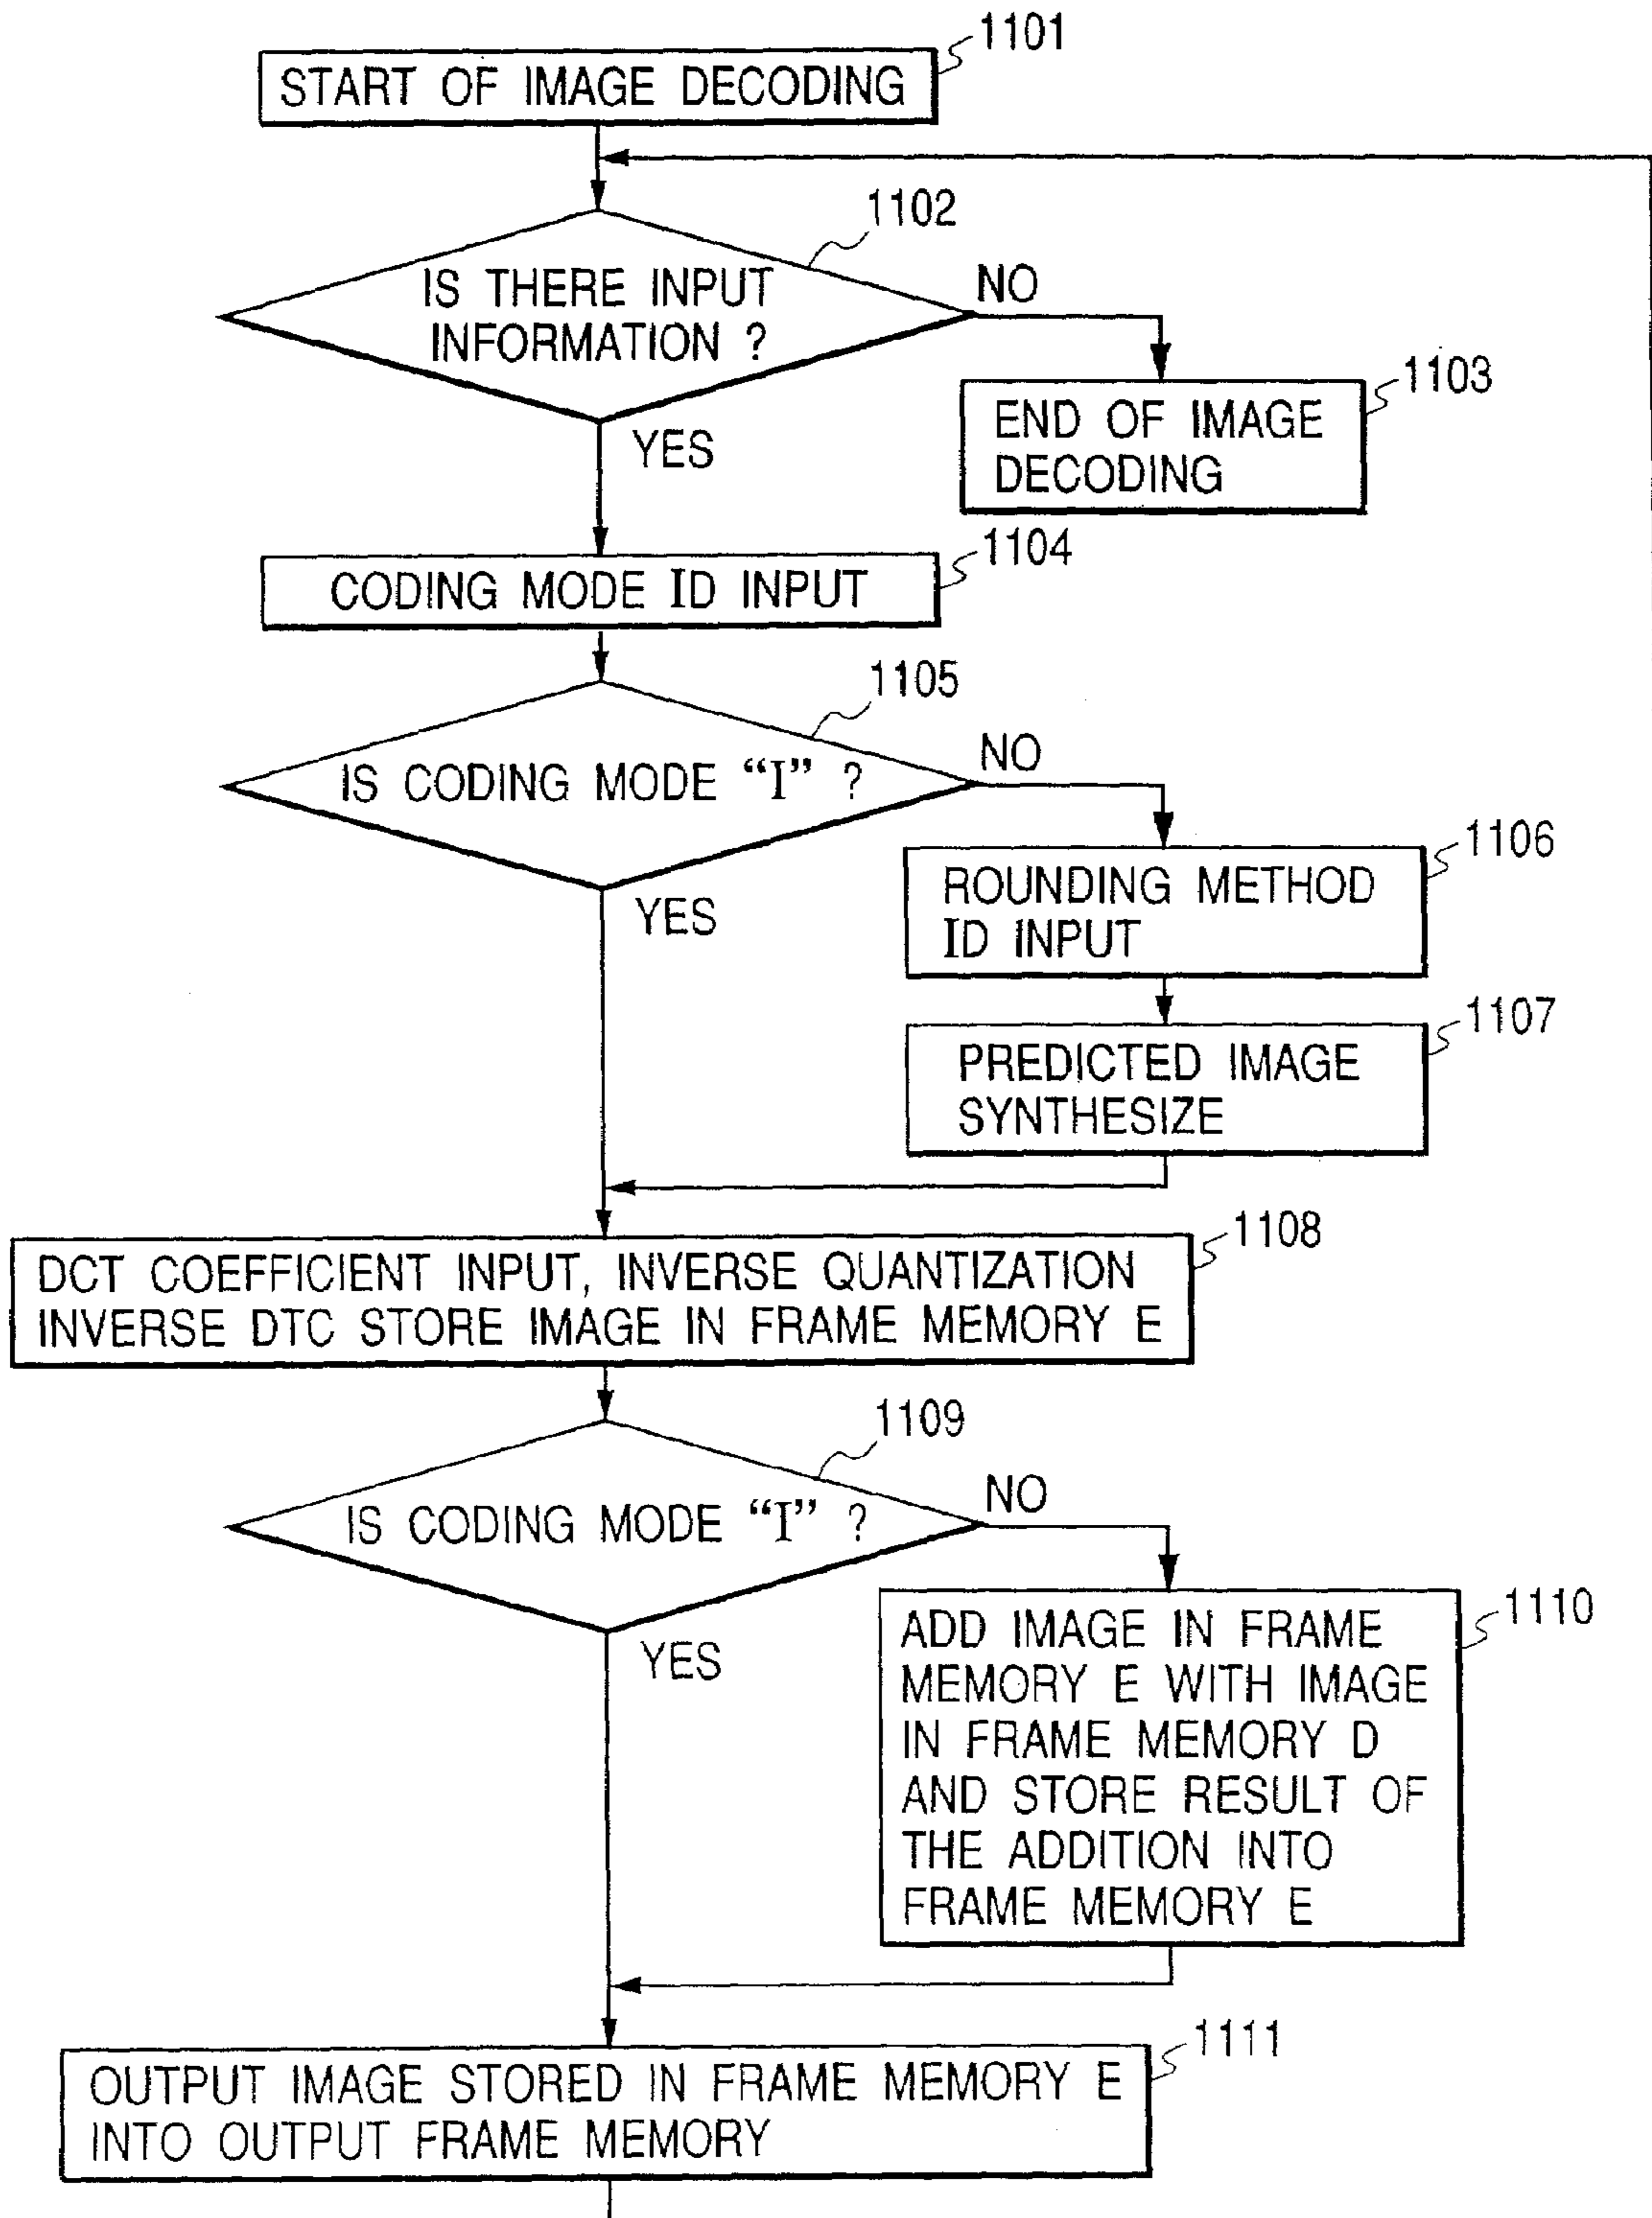 1101
START OF IMAGE DECODING
1102
IS THERE INPUT
INFORMATION ?
NO
YES
1103
END OF IMAGE
DECODING
1104
CODING MODE ID INPUT
1105
IS CODING MODE “I” ?
NO
YES
1106
ROUNDING METHOD
ID INPUT
1107
PREDICTED IMAGE
SYNTHESIZE
1108
DCT COEFFICIENT INPUT, INVERSE QUANTIZATION
INVERSE DTC STORE IMAGE IN FRAME MEMORY E
1109
IS CODING MODE “I” ?
NO
YES
1110
ADD IMAGE IN FRAME
MEMORY E WITH IMAGE
IN FRAME MEMORY D
AND STORE RESULT OF
THE ADDITION INTO
FRAME MEMORY E
1111
OUTPUT IMAGE STORED IN FRAME MEMORY E
INTO OUTPUT FRAME MEMORY